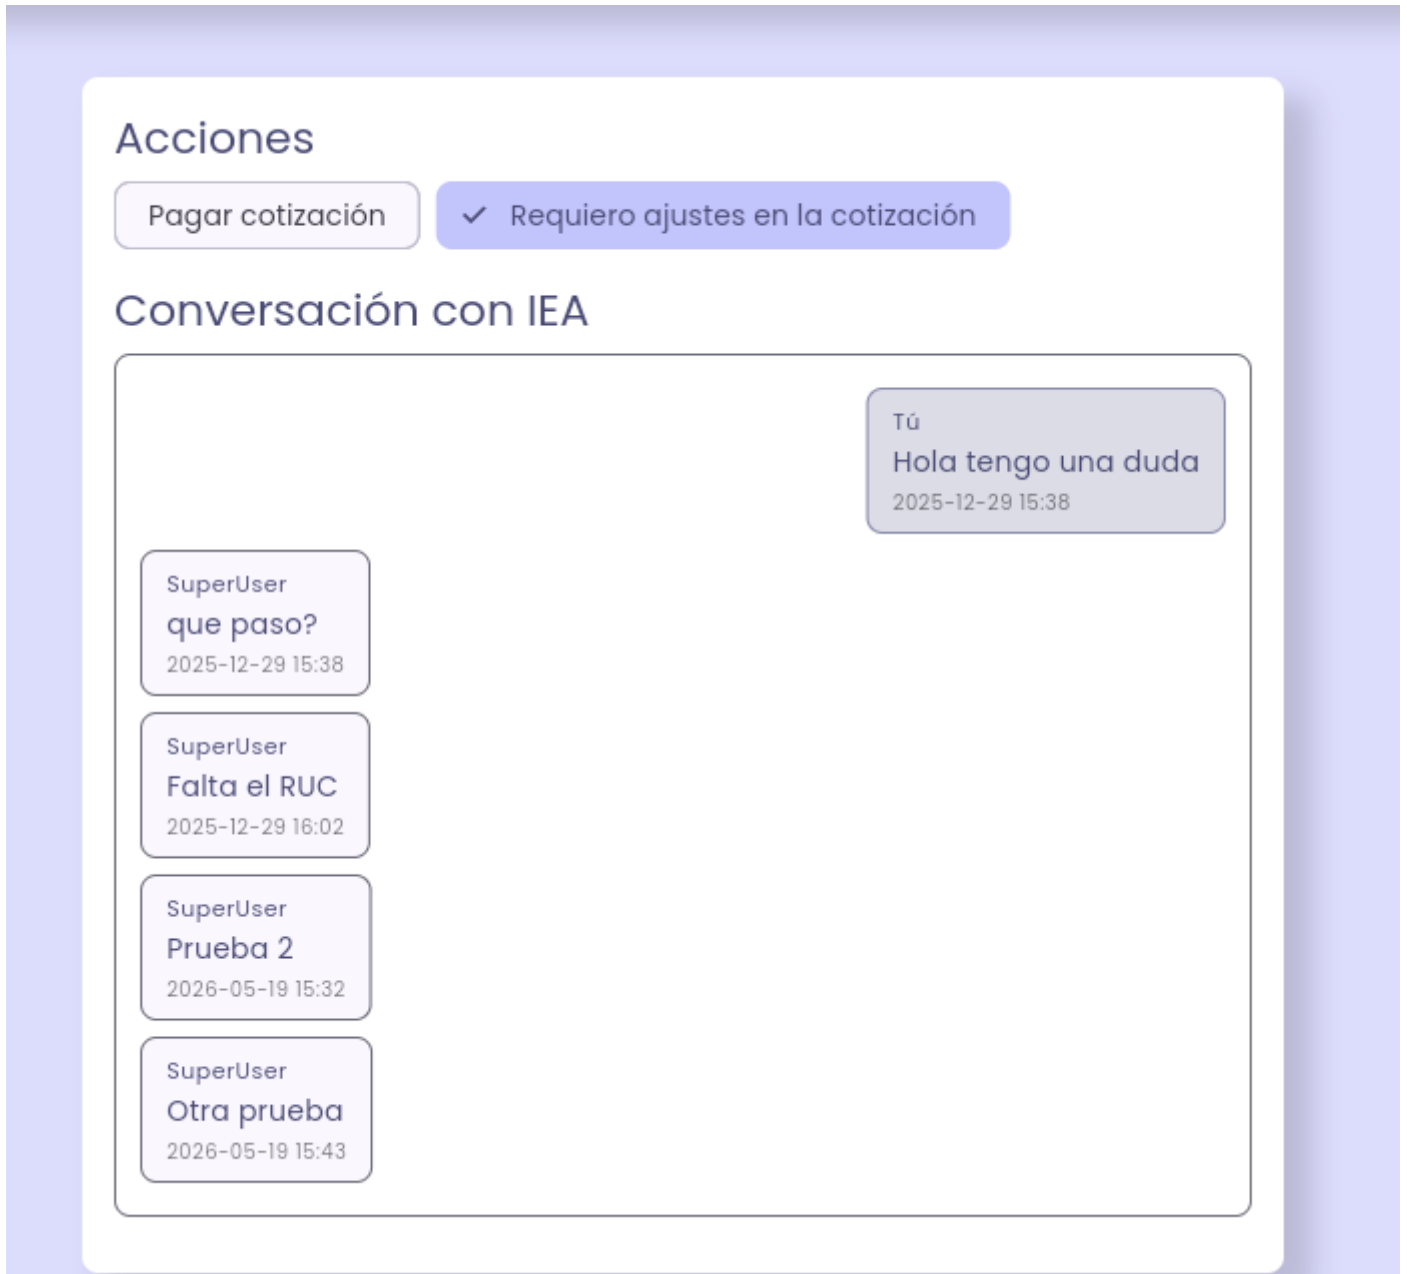 Acciones
Pagar cotización
Requiero ajustes en la cotización
Conversación con IEA
Tú
Hola tengo una duda
2025-12-29 15:38
SuperUser
que paso?
2025-12-29 15:38
SuperUser
Falta el RUC
2025-12-29 16:02
SuperUser
Prueba 2
2026-05-19 15:32
SuperUser
Otra prueba
2026-05-19 15:43